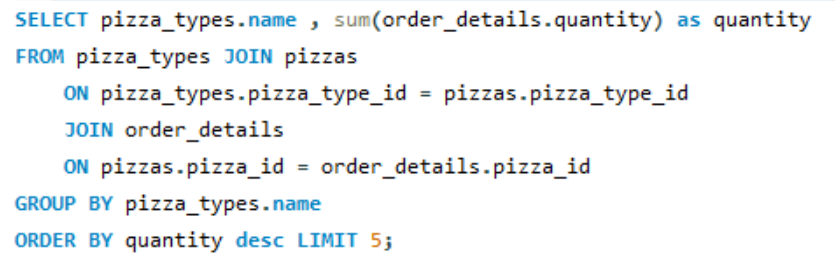 SELECT pizza_types.name , sum(order_details.quantity) as quantity
FROM pizza_types JOIN pizzas
    ON pizza_types.pizza_type_id = pizzas.pizza_type_id
    JOIN order_details
    ON pizzas.pizza_id = order_details.pizza_id
GROUP BY pizza_types.name
ORDER BY quantity desc LIMIT 5;